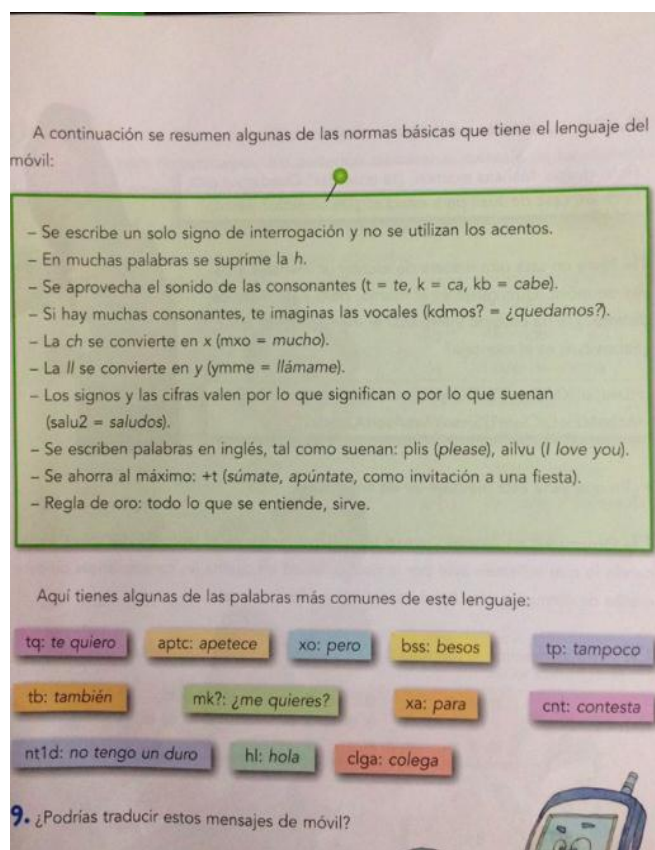 A continuación se resumen algunas de las normas básicas que tiene el lenguaje del
móvil:
– Se escribe un solo signo de interrogación y no se utilizan los acentos.
– En muchas palabras se suprime la h.
– Se aprovecha el sonido de las consonantes (t = te, k = ca, kb = cabe).
– Si hay muchas consonantes, te imaginas las vocales (kdmos? = ¿quedamos?).
– La ch se convierte en x (mxo = mucho).
– La ll se convierte en y (ymme = llámame).
– Los signos y las cifras valen por lo que significan o por lo que suenan
(salu2 = saludos).
– Se escriben palabras en inglés, tal como suenan: plis (please), ailvu (I love you).
– Se ahorra al máximo: +t (súmate, apúntate, como invitación a una fiesta).
– Regla de oro: todo lo que se entiende, sirve.
Aquí tienes algunas de las palabras más comunes de este lenguaje:
tq: te quiero aptc: apetece xo: pero bss: besos tp: tampoco
tb: también mk?: ¿me quieres? xa: para cnt: contesta
nt1d: no tengo un duro hl: hola clga: colega
9. ¿Podrías traducir estos mensajes de móvil?